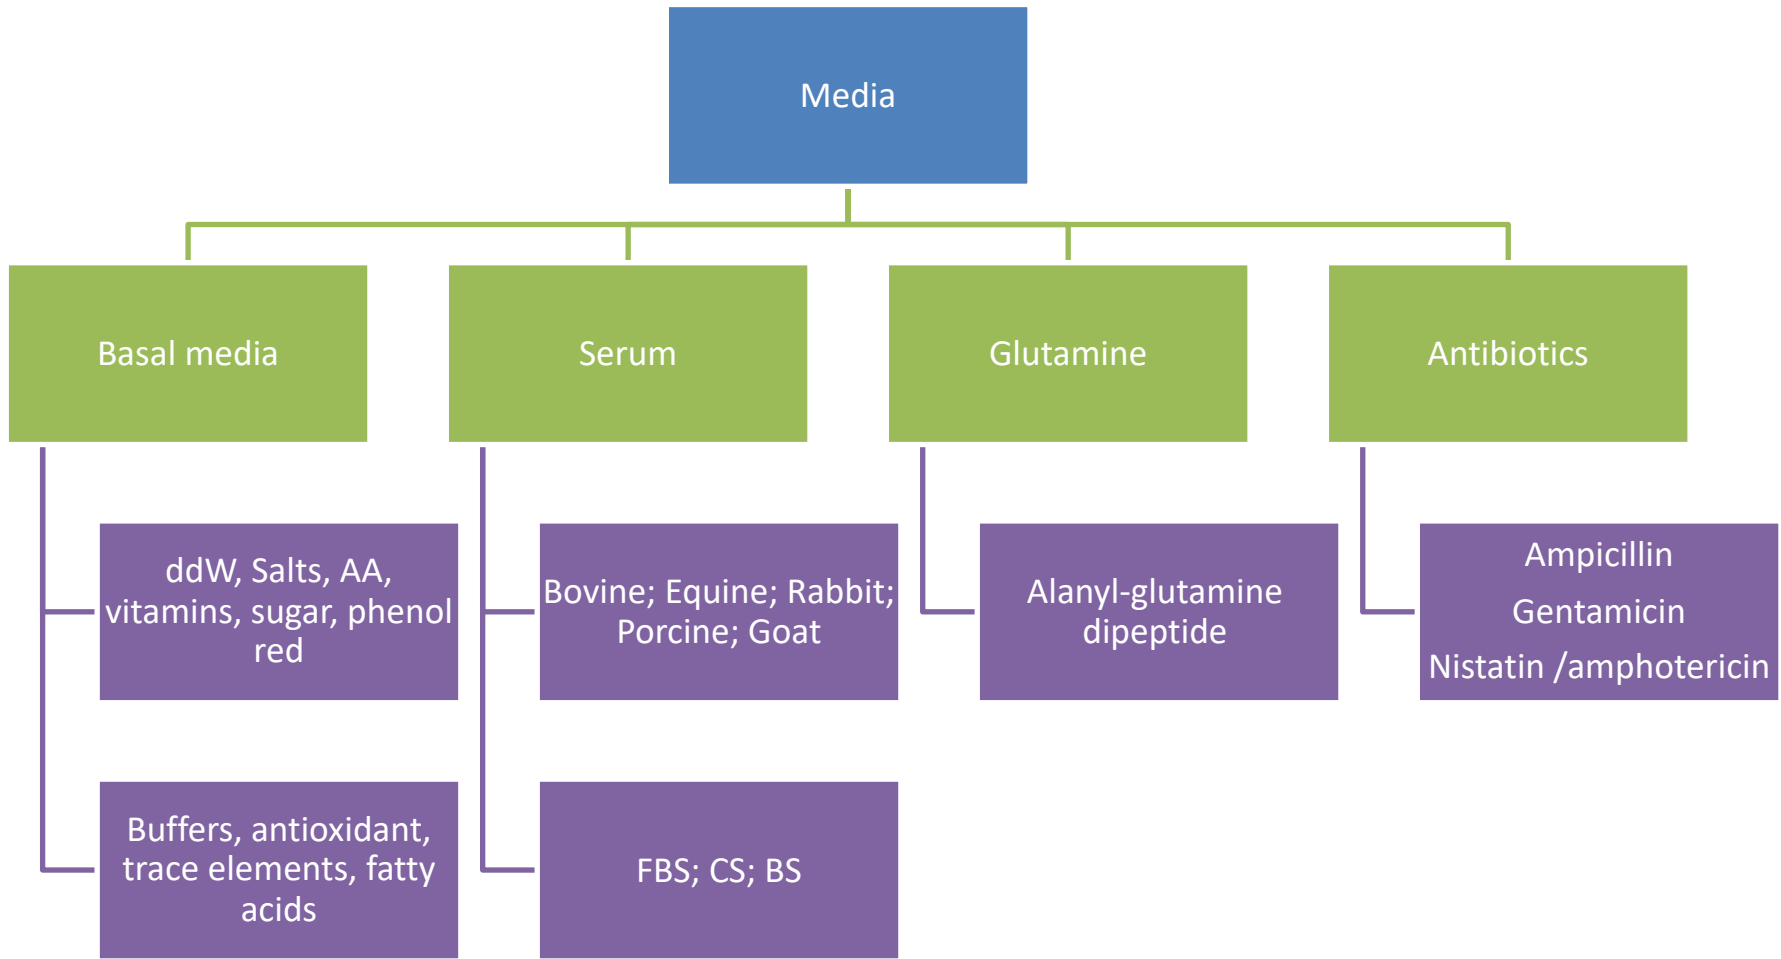 Media
Basal media
Serum
Glutamine
Antibiotics
ddW, Salts, AA,
vitamins, sugar, phenol
red
Bovine; Equine; Rabbit;
Porcine; Goat
Alanyl-glutamine
dipeptide
Ampicillin
Gentamicin
Nistatin /amphotericin
Buffers, antioxidant,
trace elements, fatty
acids
FBS; CS; BS